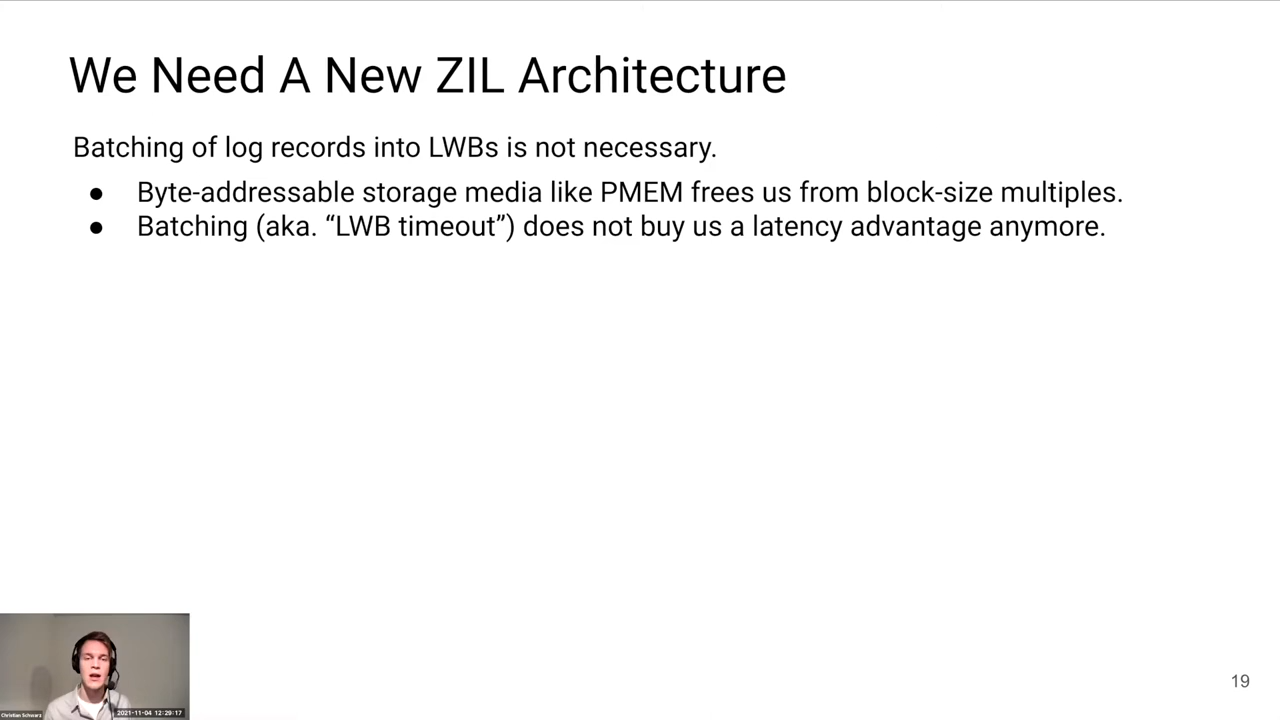 We Need A New ZIL Architecture
Batching of log records into LWBs is not necessary.
● Byte-addressable storage media like PMEM frees us from block-size multiples.
● Batching (aka. “LWB timeout”) does not buy us a latency advantage anymore.
Christian Schwarz
2021-11-04 12:29:17
19